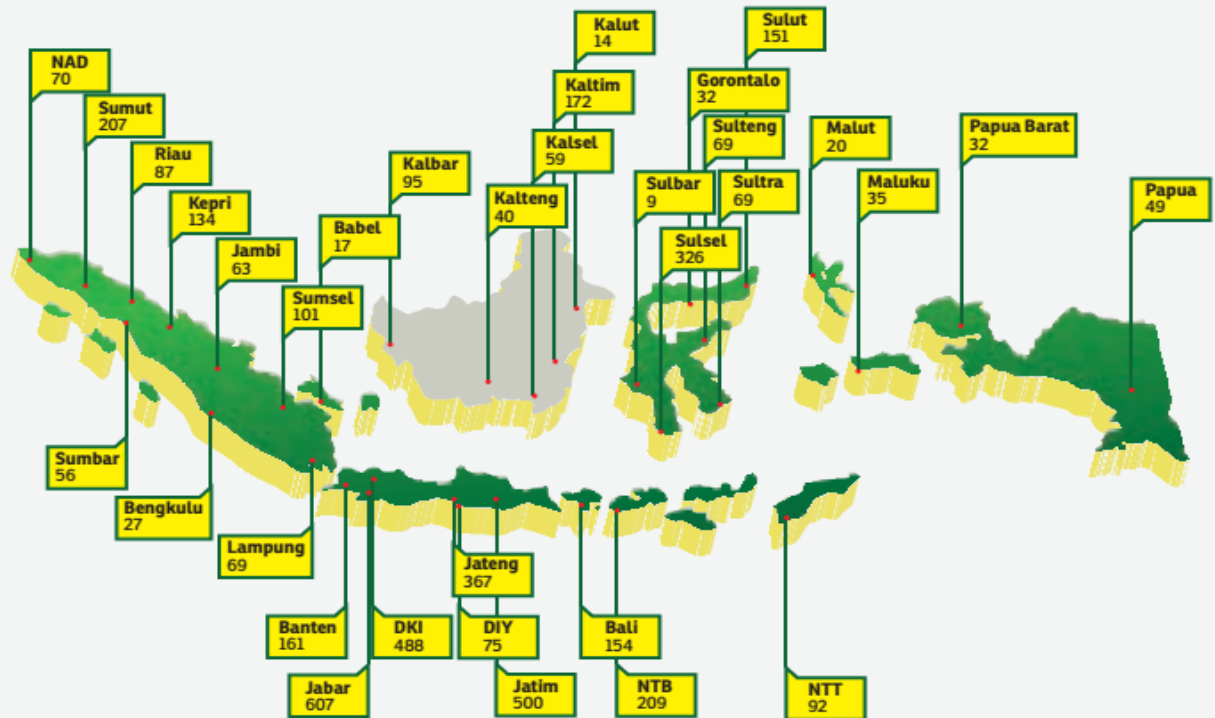 NAD
70
Sumut
207
Riau
87
Kepri
134
Jambi
63
Sumsel
101
Babel
17
Kalbar
95
Kalteng
40
Kalsel
59
Kaltim
172
Kalut
14
Sulbar
9
Sulsel
326
Gorontalo
32
Sulteng
69
Sultra
69
Sulut
151
Malut
20
Maluku
35
Papua Barat
32
Papua
49
Sumbar
56
Bengkulu
27
Lampung
69
Banten
161
Jabar
607
DKI
488
Jateng
367
DIY
75
Jatim
500
Bali
154
NTB
209
NTT
92